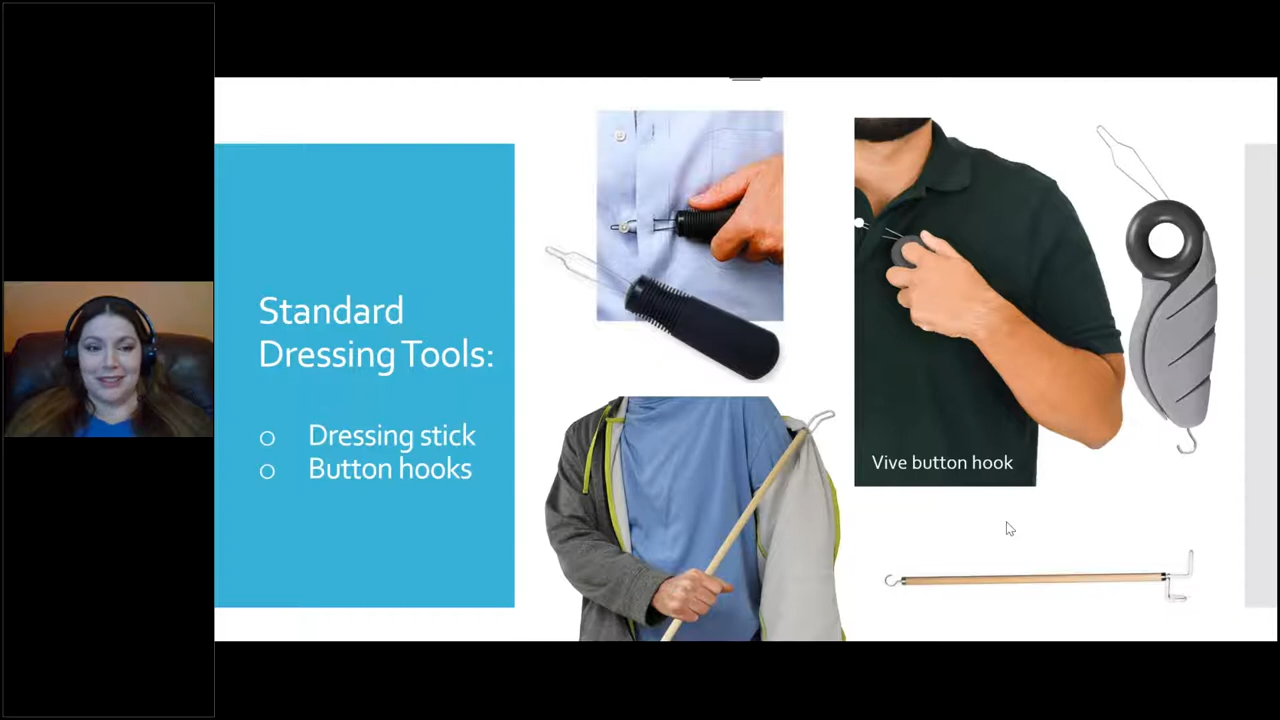 Standard
Dressing Tools:
o Dressing stick
o Button hooks
Vive button hook